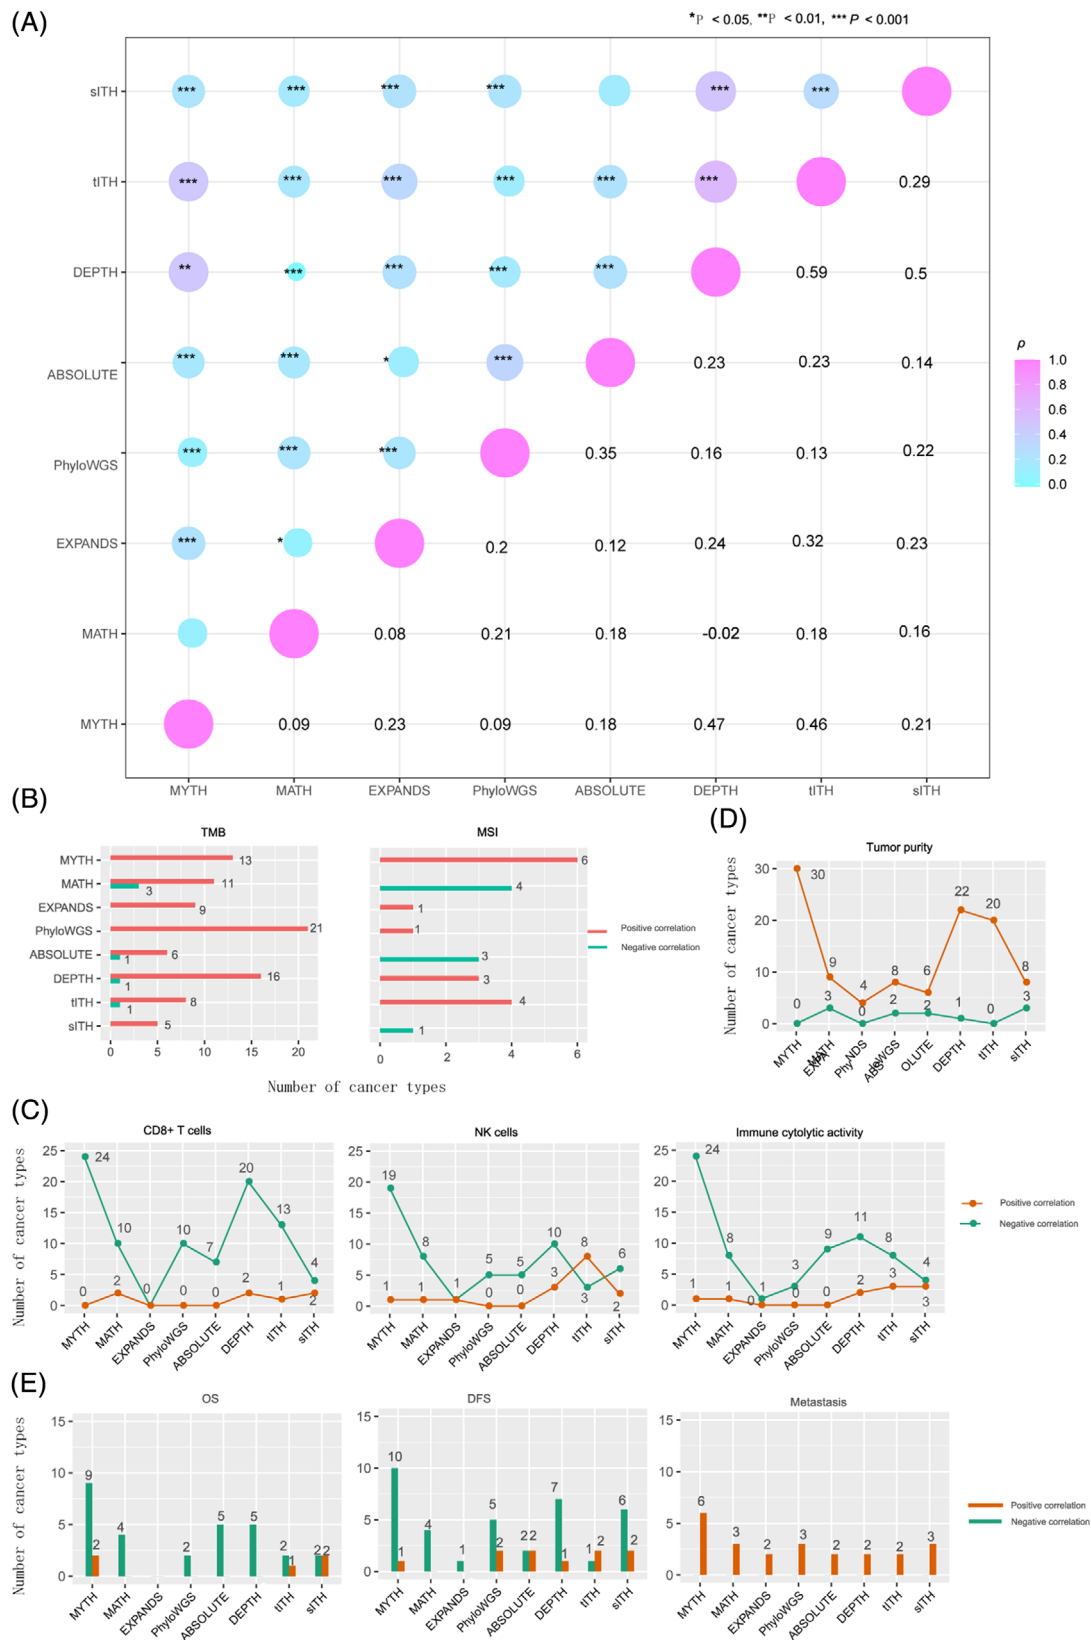 (A)
*P < 0.05, **P < 0.01, ***P < 0.001
sITH *** *** *** *** *** ***
tITH *** *** *** *** *** *** 0.29
DEPTH ** *** *** *** *** 0.59 0.5
ABSOLUTE *** *** * *** 0.23 0.23 0.14
PhyloWGS *** *** *** 0.35 0.16 0.13 0.22
EXPANDS *** * 0.2 0.12 0.24 0.32 0.23
MATH 0.08 0.21 0.18 -0.02 0.18 0.16
MYTH 0.09 0.23 0.09 0.18 0.47 0.46 0.21
MYTH MATH EXPANDS PhyloWGS ABSOLUTE DEPTH tITH sITH
ρ
1.0
0.8
0.6
0.4
0.2
0.0
(B)
TMB
MYTH 13
MATH 11
3
EXPANDS 9
PhyloWGS 21
ABSOLUTE 6
1
DEPTH 16
1
tITH 8
1
sITH 5
0 5 10 15 20
MSI
6
4
1
1
3
3
4
1
0 2 4 6
Positive correlation
Negative correlation
Number of cancer types
(D)
Tumor purity
Number of cancer types
30
20
10
0
30 9 4 8 6 22 20 8
0 3 0 2 2 1 0 3
MYTH MATH EXPA NDS Phy loWGS ABS OLUTE DEPTH tITH sITH
(C)
CD8+ T cells
Number of cancer types
25
20
15
10
5
0
24 10 0 10 7 20 13 4
0 2 0 0 2 1 2
MYTH MATH EXPANDS PhyloWGS ABSOLUTE DEPTH tITH sITH
NK cells
25
20
15
10
5
0
19 8 1 5 5 10 3 6
1 1 0 0 3 8 2
MYTH MATH EXPANDS PhyloWGS ABSOLUTE DEPTH tITH sITH
Immune cytolytic activity
25
20
15
10
5
0
24 8 1 3 9 11 8 4
1 1 0 0 0 2 3 3
MYTH MATH EXPANDS PhyloWGS ABSOLUTE DEPTH tITH sITH
Positive correlation
Negative correlation
(E)
OS
Number of cancer types
15
10
5
0
9 2 4 2 5 5 2 1 2 2
MYTH MATH EXPANDS PhyloWGS ABSOLUTE DEPTH tITH sITH
DFS
15
10
5
0
10 1 4 1 5 2 2 2 7 1 1 2 6 2
MYTH MATH EXPANDS PhyloWGS ABSOLUTE DEPTH tITH sITH
Metastasis
15
10
5
0
6 3 2 3 2 2 2 3
MYTH MATH EXPANDS PhyloWGS ABSOLUTE DEPTH tITH sITH
Positive correlation
Negative correlation